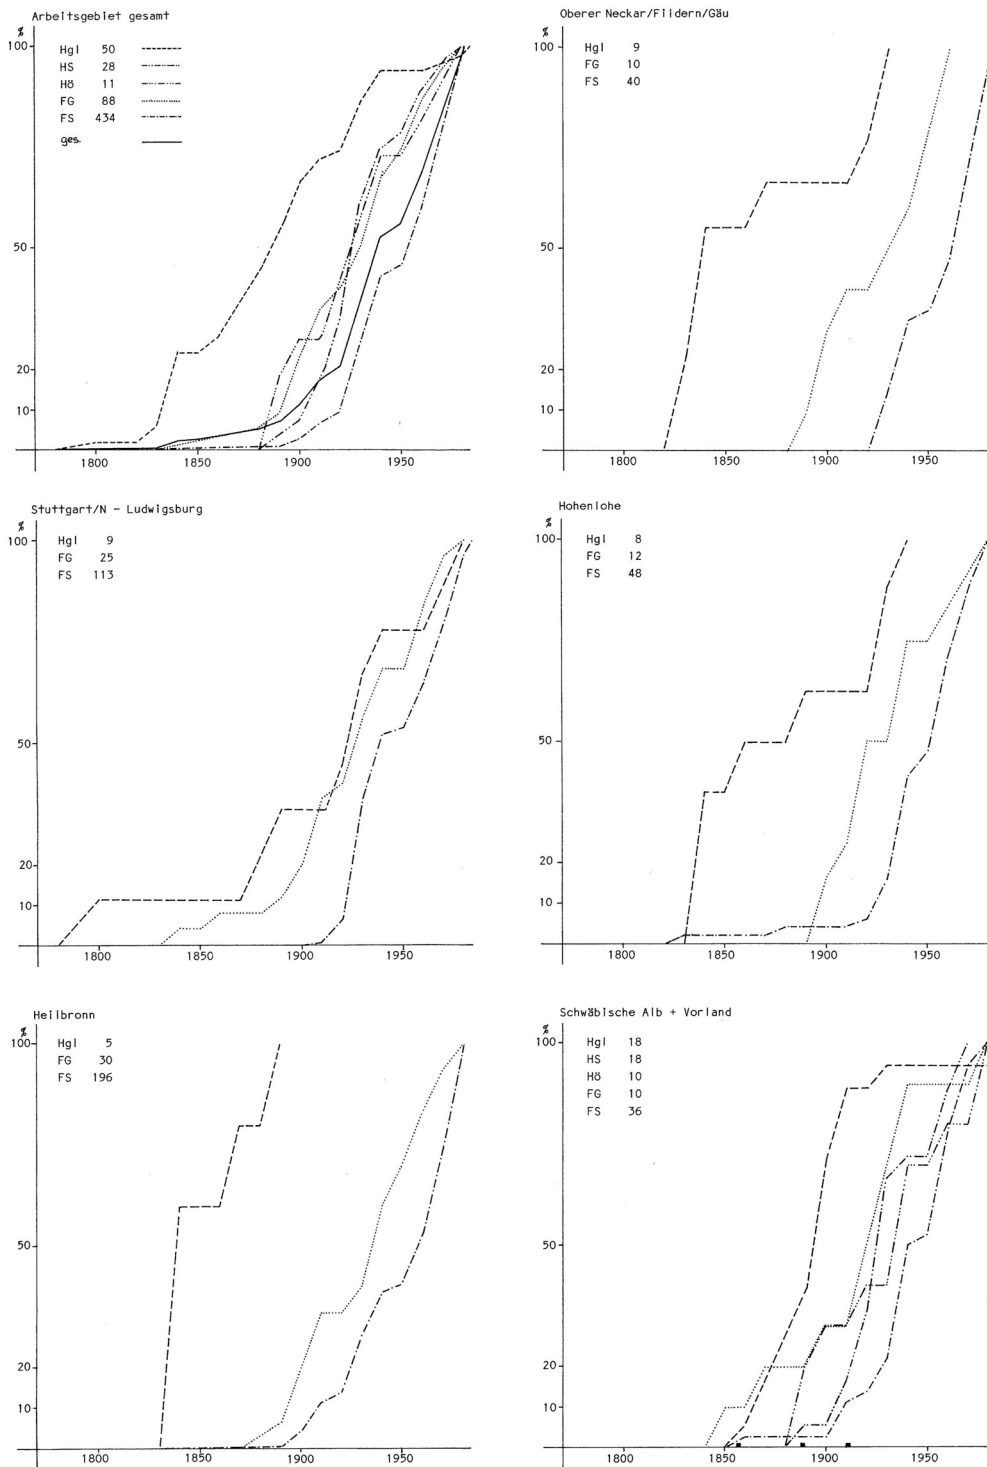 Arbeitsgebiet gesamt
%
100
Hgl 50
HS 28
Hö 11
FG 88
FS 434
ges
50
20
10
1800 1850 1900 1950
Oberer Neckar/Fildern/Gäu
%
100
Hgl 9
FG 10
FS 40
50
20
10
1800 1850 1900 1950
Stuttgart/N - Ludwigsburg
%
100
Hgl 9
FG 25
FS 113
50
20
10
1800 1850 1900 1950
Hohenlohe
%
100
Hgl 8
FG 12
FS 48
50
20
10
1800 1850 1900 1950
Heilbronn
%
100
Hgl 5
FG 30
FS 196
50
20
10
1800 1850 1900 1950
Schwäbische Alb + Vorland
%
100
Hgl 18
HS 18
Hö 10
FG 10
FS 36
50
20
10
1800 1850 1900 1950